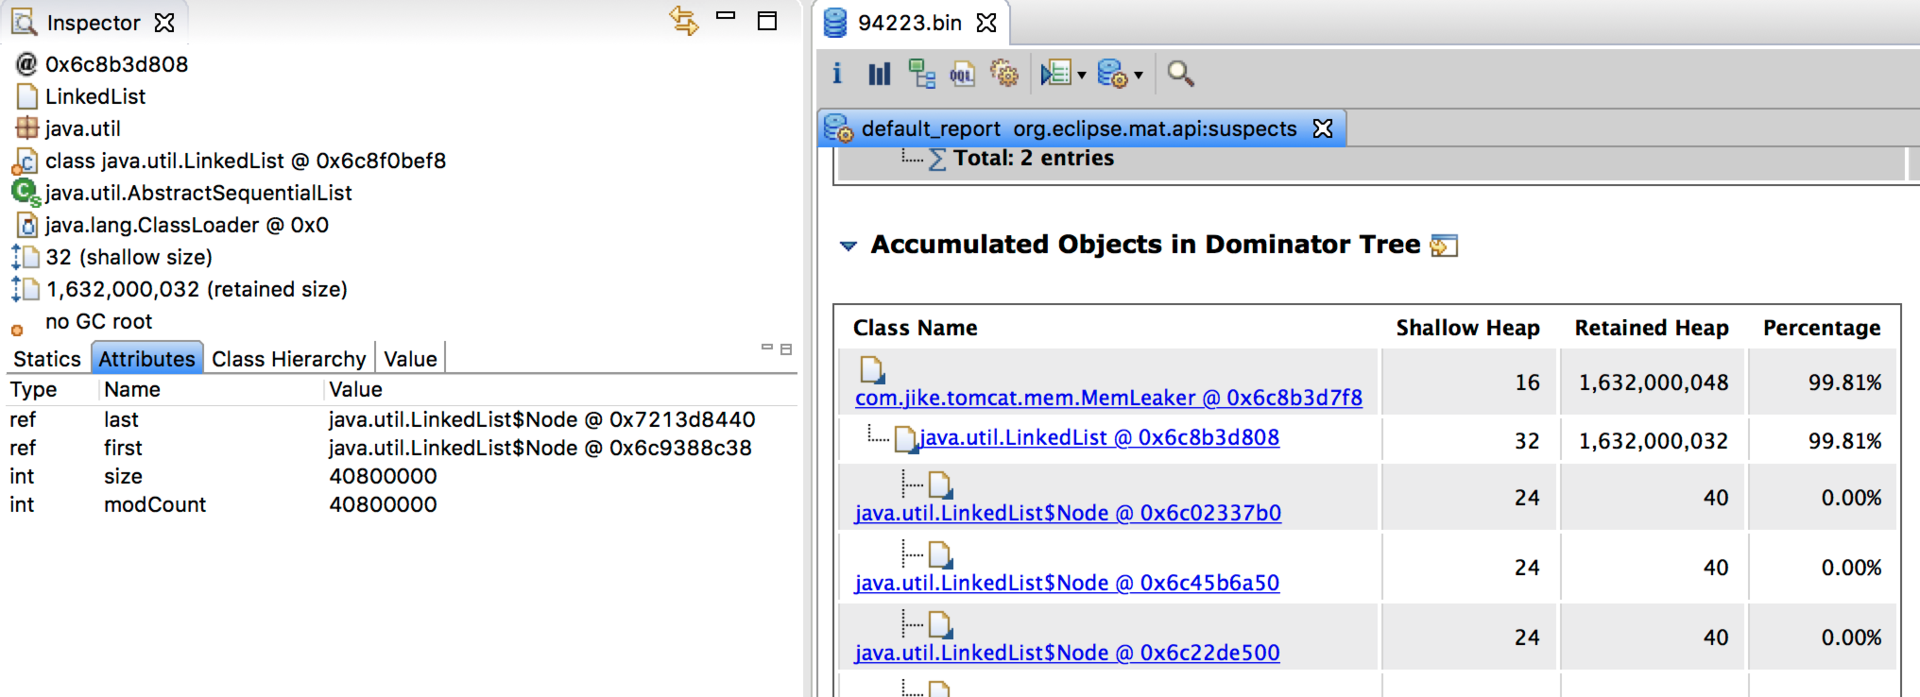 Inspector
@ 0x6c8b3d808
LinkedList
java.util
class java.util.LinkedList @ 0x6c8f0bef8
java.util.AbstractSequentialList
java.lang.ClassLoader @ 0x0
32 (shallow size)
1,632,000,032 (retained size)
no GC root
Statics Attributes Class Hierarchy Value
Type Name Value
ref last java.util.LinkedList$Node @ 0x7213d8440
ref first java.util.LinkedList$Node @ 0x6c9388c38
int size 40800000
int modCount 40800000
94223.bin
i OQL
default_report org.eclipse.mat.api:suspects
Σ Total: 2 entries
Accumulated Objects in Dominator Tree
Class Name Shallow Heap Retained Heap Percentage
com.jike.tomcat.mem.MemLeaker @ 0x6c8b3d7f8 16 1,632,000,048 99.81%
java.util.LinkedList @ 0x6c8b3d808 32 1,632,000,032 99.81%
java.util.LinkedList$Node @ 0x6c02337b0 24 40 0.00%
java.util.LinkedList$Node @ 0x6c45b6a50 24 40 0.00%
java.util.LinkedList$Node @ 0x6c22de500 24 40 0.00%